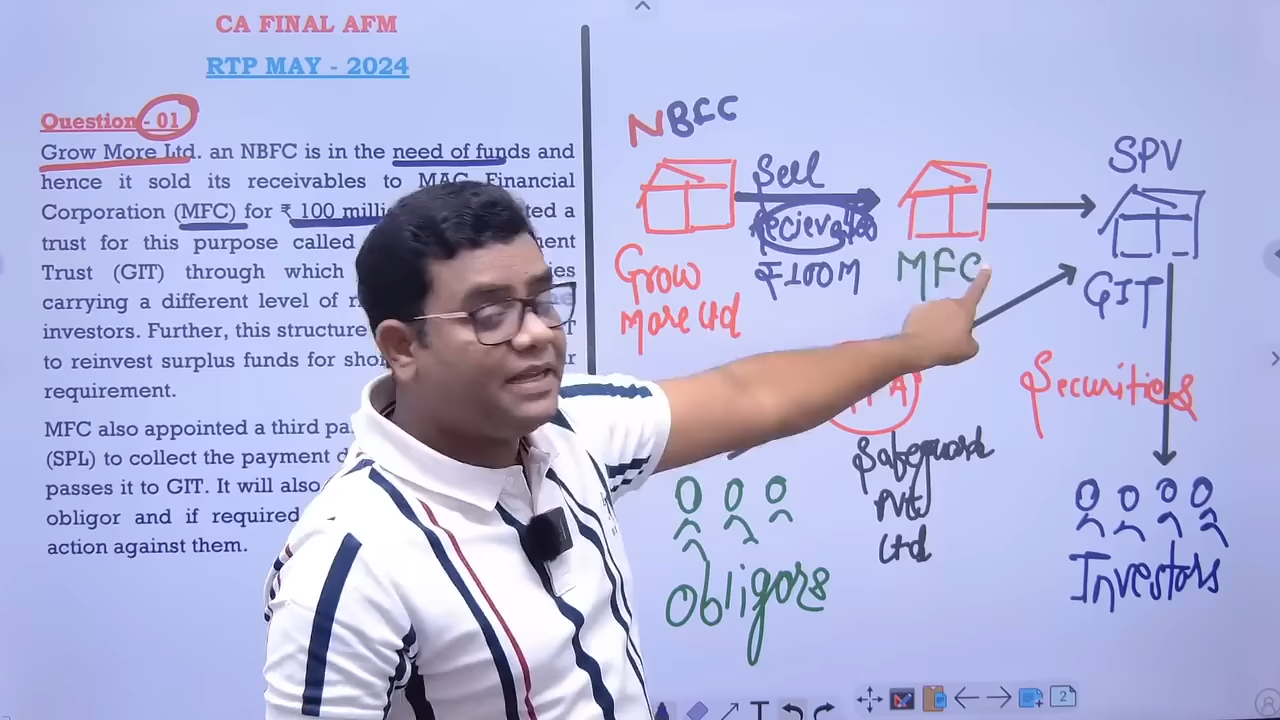 CA FINAL AFM
RTP MAY - 2024
Question - 01
Grow More Ltd. an NBFC is in the need of funds and
hence it sold its receivables to MAC Financial
Corporation (MFC) for ₹ 100 milli ted a
trust for this purpose called ment
Trust (GIT) through which
carrying a different level of
investors. Further, this structure
to reinvest surplus funds for
requirement.
MFC also appointed a third
(SPL) to collect the payment
passes it to GIT. It will also
obligor and if required
action against them.
NBFC
Sell
Recievables
₹100M
Grow
More Ltd
MFC
SPV
GIT
Securities
Safeguard
Pvt
Ltd
Obligors
Investors
T
2